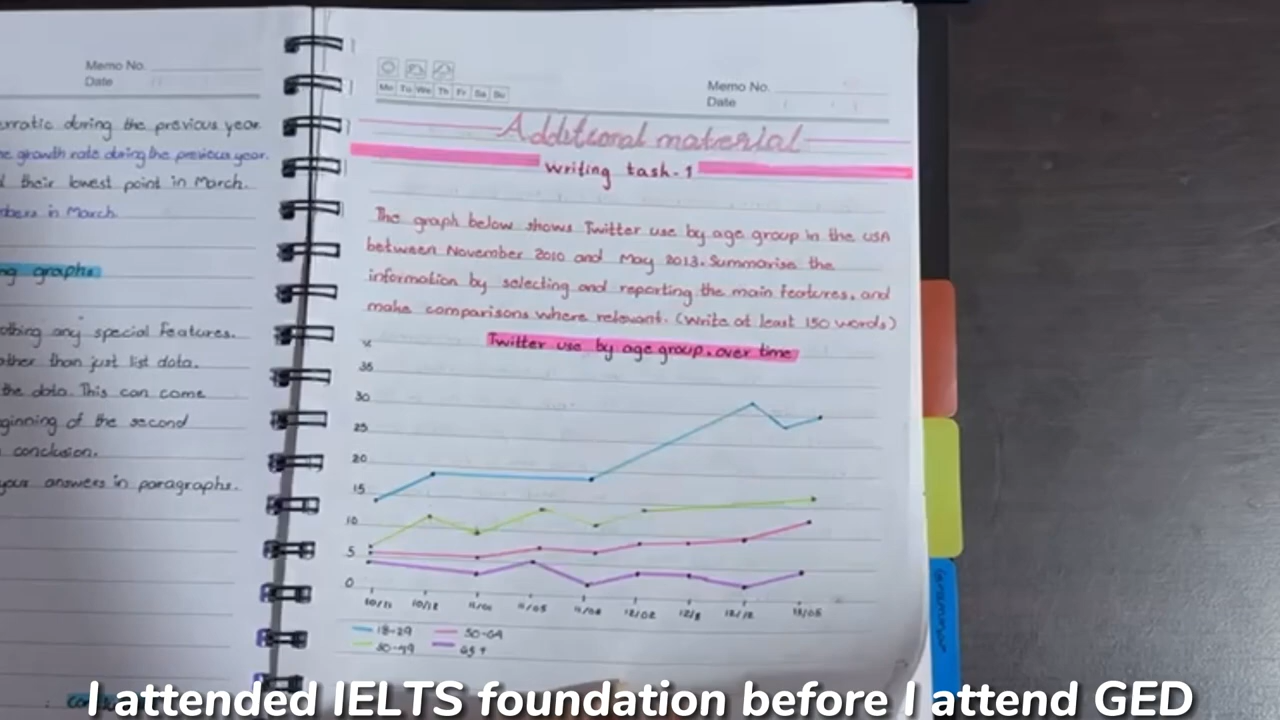 Memo No.
Date
erratic during the previous year.
growth rate during the previous year.
their lowest point in March.
in March
graphs
any special features.
than just list data.
the data. This can come
of the second
conclusion.
your answers in paragraphs.
Mo Tu We Th Fr Sa Su
Memo No.
Date
Additional material
Writing task-1
The graph below shows Twitter use by age group in the USA
between November 2010 and May 2013. Summarise the
information by selecting and reporting the main features, and
make comparisons where relevant. (Write at least 150 words)
Twitter use by age group, over time
%
35
30
25
20
15
10
5
0
10/11 10/12 11/01 11/05 11/08 12/02 12/8 12/12 13/05
18-29 50-64
30-49 65+
Grammar
I attended IELTS foundation before I attend GED